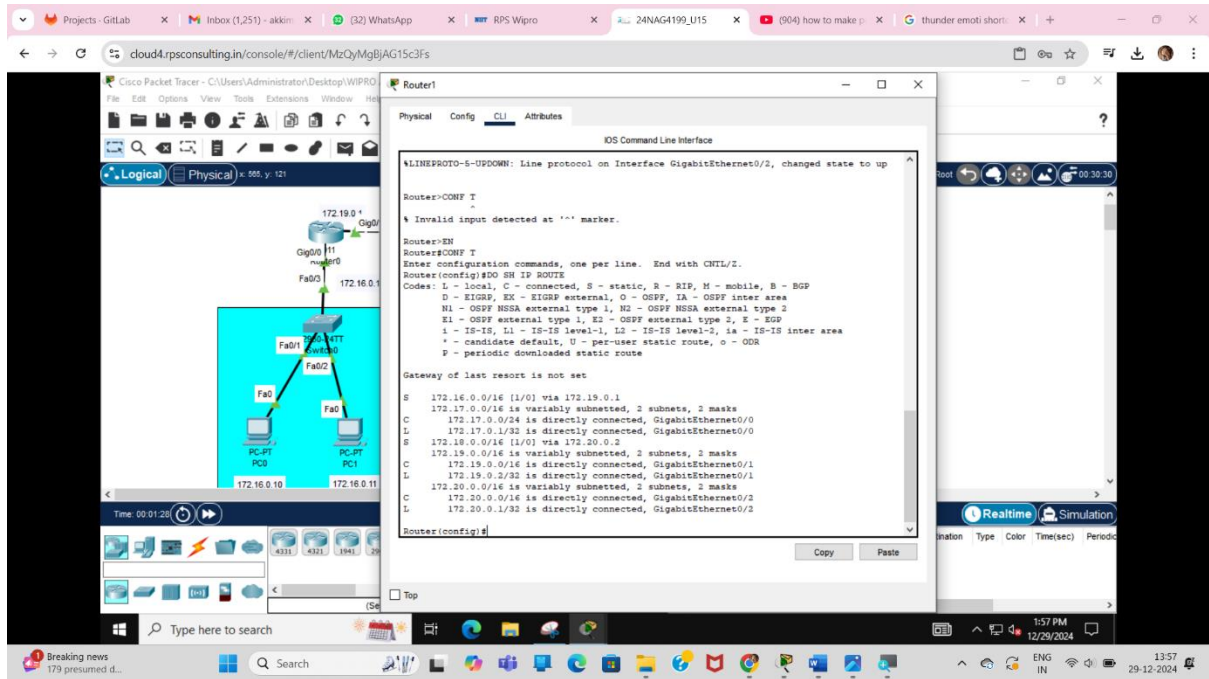 Projects · GitLab
Inbox (1,251) - akkim
(32) WhatsApp
RPS Wipro
24NAG4199_U15
(904) how to make p
thunder emoti shorts
cloud4.rpsconsulting.in/console/#/client/MzQyMgBjAG15c3Fs
Cisco Packet Tracer - C:\Users\Administrator\Desktop\WIPRO
File Edit Options View Tools Extensions Window Help
Logical
Physical
x: 565, y: 121
Root
00:30:30
172.19.0
Gig0/
Gig0/0
Fa0/3
172.16.0.1
Fa0/1
Fa0/2
Fa0
Fa0
PC-PT
PC0
PC-PT
PC1
172.16.0.10
172.16.0.11
Time: 00:01:28
Realtime
Simulation
4331
4321
1941
Type Color Time(sec) Periodic
Router1
Physical Config CLI Attributes
IOS Command Line Interface
%LINEPROTO-5-UPDOWN: Line protocol on Interface GigabitEthernet0/2, changed state to up
Router>CONF T
^
% Invalid input detected at '^' marker.
Router>EN
Router#CONF T
Enter configuration commands, one per line. End with CNTL/Z.
Router(config)#DO SH IP ROUTE
Codes: L - local, C - connected, S - static, R - RIP, M - mobile, B - BGP
D - EIGRP, EX - EIGRP external, O - OSPF, IA - OSPF inter area
N1 - OSPF NSSA external type 1, N2 - OSPF NSSA external type 2
E1 - OSPF external type 1, E2 - OSPF external type 2, E - EGP
i - IS-IS, L1 - IS-IS level-1, L2 - IS-IS level-2, ia - IS-IS inter area
* - candidate default, U - per-user static route, o - ODR
P - periodic downloaded static route
Gateway of last resort is not set
S 172.16.0.0/16 [1/0] via 172.19.0.1
172.17.0.0/16 is variably subnetted, 2 subnets, 2 masks
C 172.17.0.0/24 is directly connected, GigabitEthernet0/0
L 172.17.0.1/32 is directly connected, GigabitEthernet0/0
S 172.18.0.0/16 [1/0] via 172.20.0.2
172.19.0.0/16 is variably subnetted, 2 subnets, 2 masks
C 172.19.0.0/16 is directly connected, GigabitEthernet0/1
L 172.19.0.2/32 is directly connected, GigabitEthernet0/1
172.20.0.0/16 is variably subnetted, 2 subnets, 2 masks
C 172.20.0.0/16 is directly connected, GigabitEthernet0/2
L 172.20.0.1/32 is directly connected, GigabitEthernet0/2
Router(config)#
Copy Paste
Top
Type here to search
1:57 PM
12/29/2024
Breaking news
179 presumed d...
Search
ENG
IN
13:57
29-12-2024